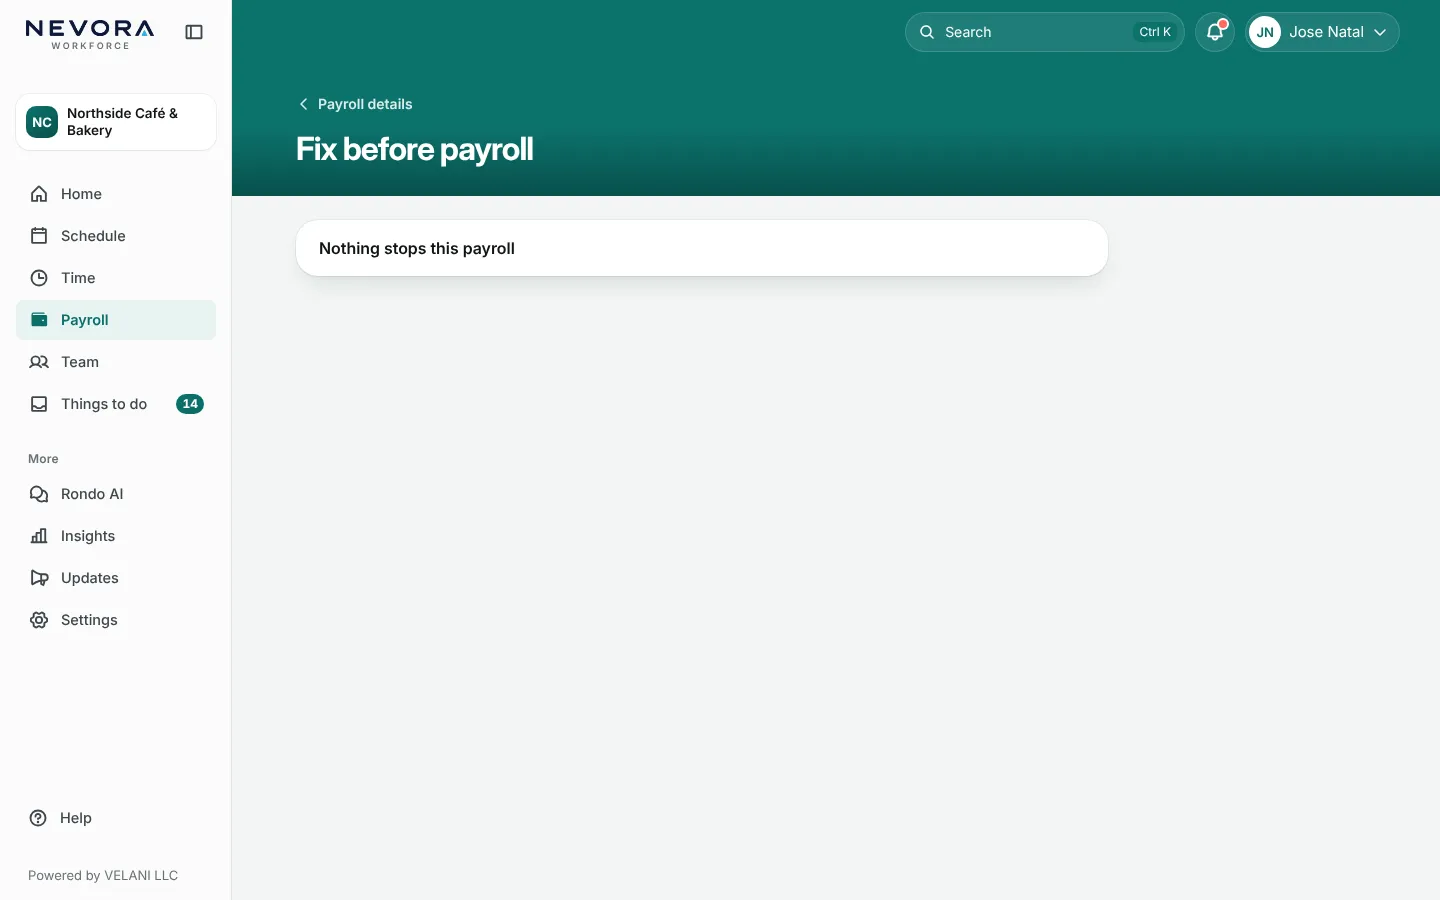 NEVORA
WORKFORCE
Search
Ctrl K
JN
Jose Natal
NC
Northside Café &
Bakery
Payroll details
Fix before payroll
Home
Schedule
Time
Payroll
Team
Things to do
14
Nothing stops this payroll
More
Rondo AI
Insights
Updates
Settings
Help
Powered by VELANI LLC